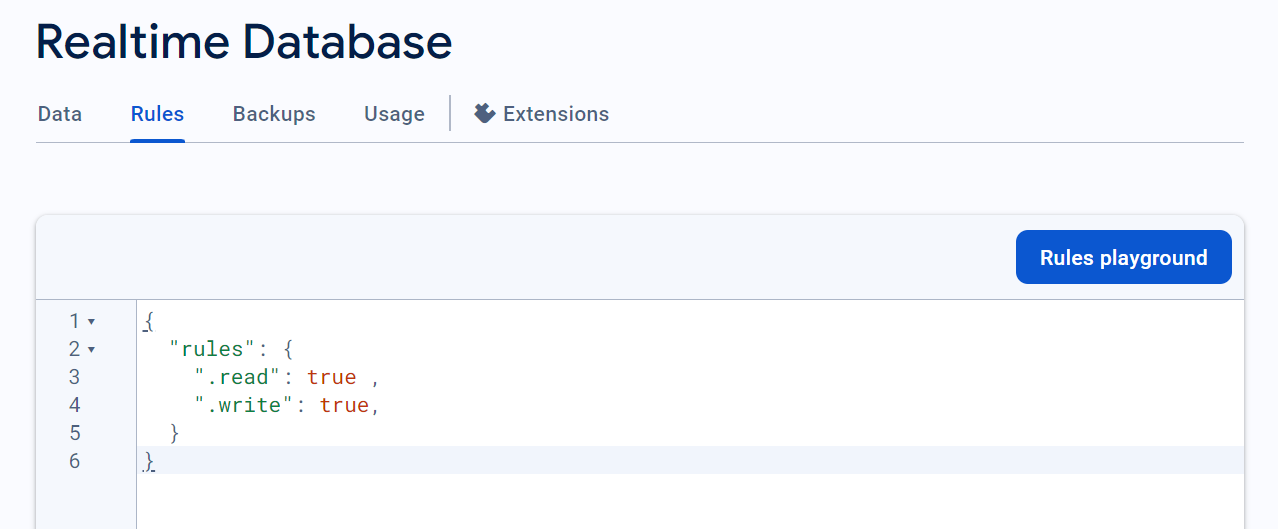 Realtime Database
Data Rules Backups Usage Extensions
Rules playground
1 {
2 "rules": {
3 ".read": true ,
4 ".write": true,
5 }
6 }